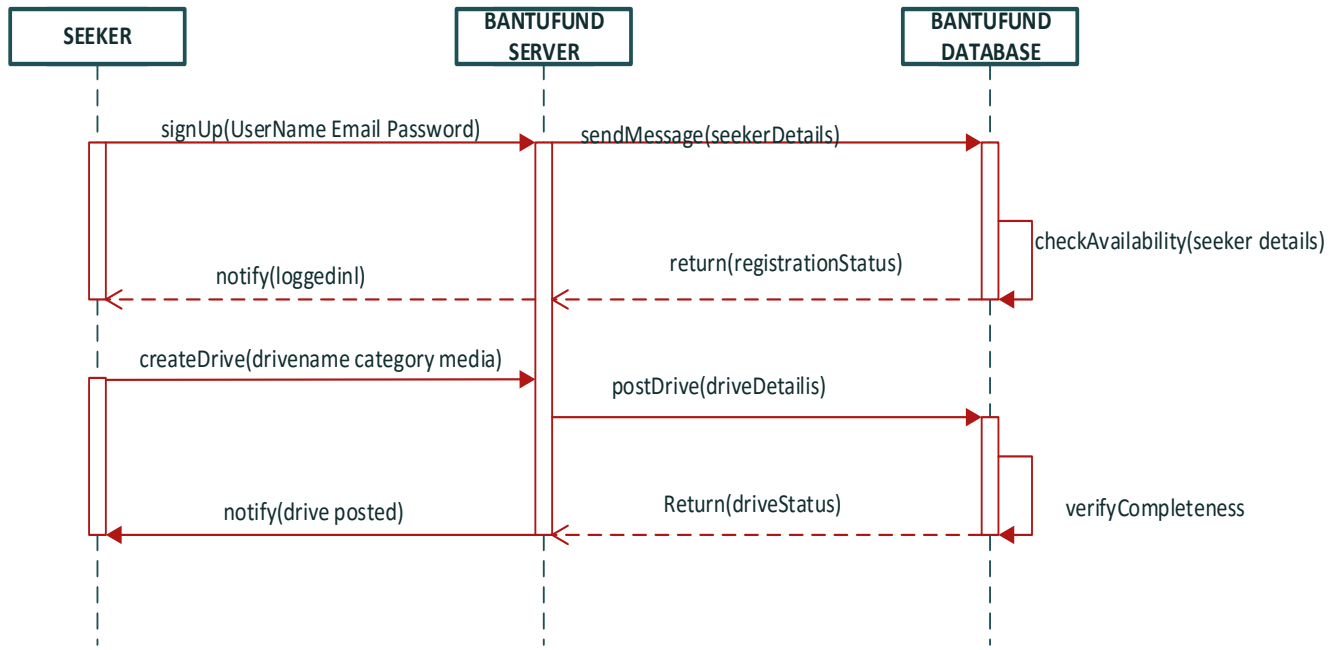 SEEKER
BANTUFUND
SERVER
BANTUFUND
DATABASE
signUp(UserName Email Password)
sendMessage(seekerDetails)
checkAvailability(seeker details)
return(registrationStatus)
notify(loggedinl)
createDrive(drivename category media)
postDrive(driveDetailis)
Return(driveStatus)
verifyCompleteness
notify(drive posted)